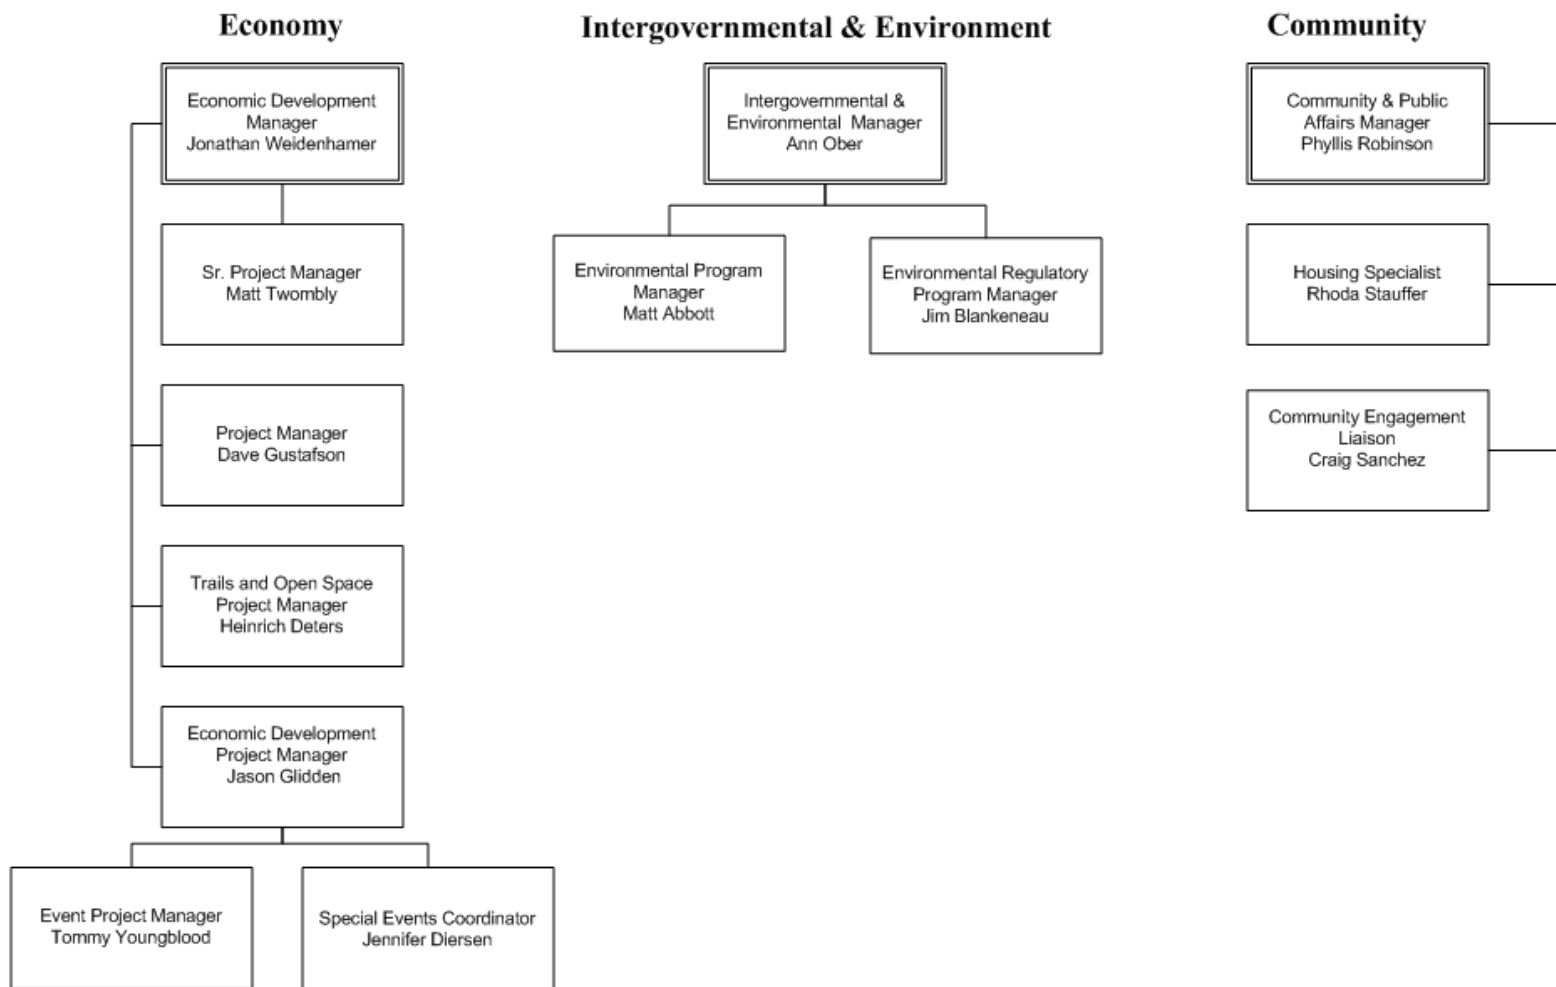 Economy
Economic Development
Manager
Jonathan Weidenhamer
Sr. Project Manager
Matt Twombly
Project Manager
Dave Gustafson
Trails and Open Space
Project Manager
Heinrich Deters
Economic Development
Project Manager
Jason Glidden
Event Project Manager
Tommy Youngblood
Special Events Coordinator
Jennifer Diersen
Intergovernmental & Environment
Intergovernmental &
Environmental Manager
Ann Ober
Environmental Program
Manager
Matt Abbott
Environmental Regulatory
Program Manager
Jim Blankeneau
Community
Community & Public
Affairs Manager
Phyllis Robinson
Housing Specialist
Rhoda Stauffer
Community Engagement
Liaison
Craig Sanchez